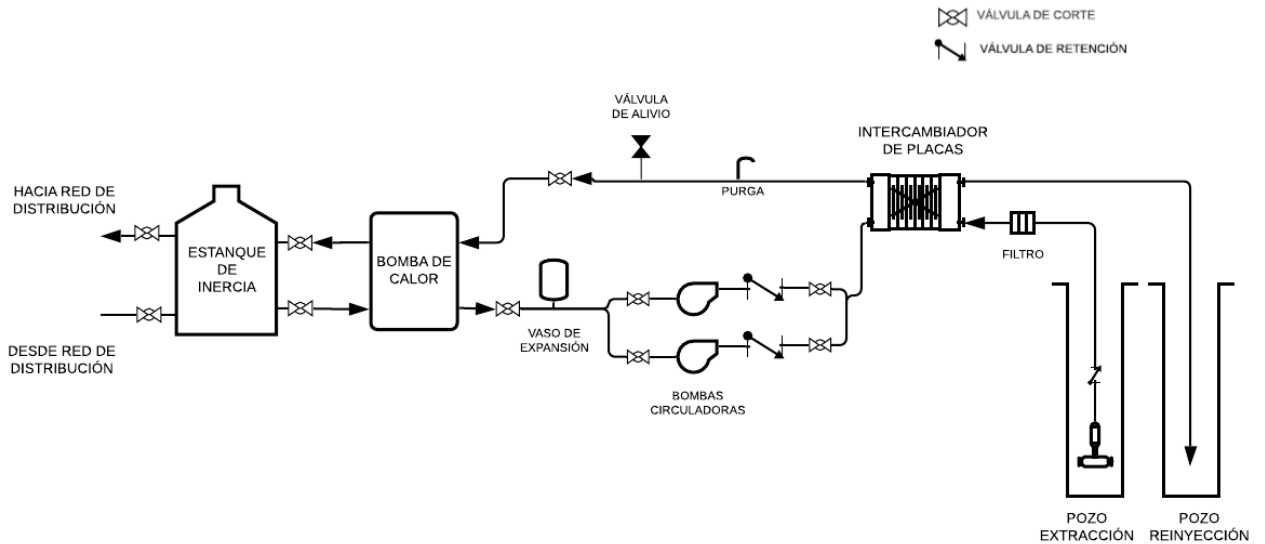 VÁLVULA DE CORTE
VÁLVULA DE RETENCIÓN
VÁLVULA
DE ALIVIO
INTERCAMBIADOR
DE PLACAS
PURGA
HACIA RED DE
DISTRIBUCIÓN
ESTANQUE
DE
INERCIA
BOMBA DE
CALOR
FILTRO
VASO DE
EXPANSIÓN
DESDE RED DE
DISTRIBUCIÓN
BOMBAS
CIRCULADORAS
POZO
EXTRACCIÓN
POZO
REINYECCIÓN